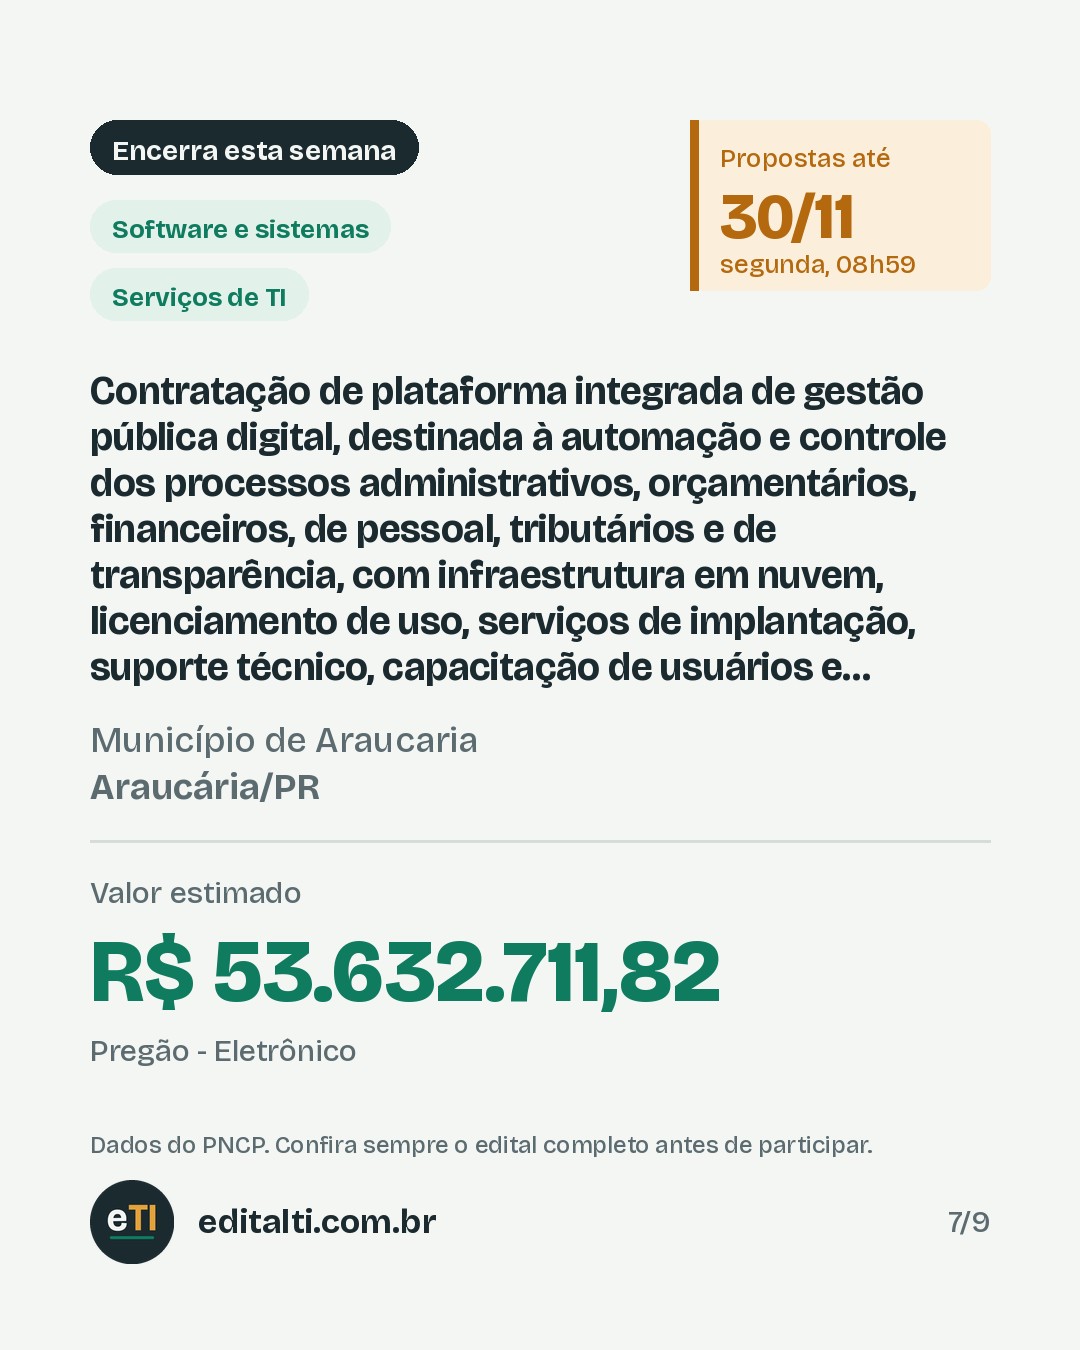 Encerra esta semana
Software e sistemas
Serviços de TI
Propostas até
30/11
segunda, 08h59
Contratação de plataforma integrada de gestão
pública digital, destinada à automação e controle
dos processos administrativos, orçamentários,
financeiros, de pessoal, tributários e de
transparência, com infraestrutura em nuvem,
licenciamento de uso, serviços de implantação,
suporte técnico, capacitação de usuários e...
Município de Araucaria
Araucária/PR
Valor estimado
R$ 53.632.711,82
Pregão - Eletrônico
Dados do PNCP. Confira sempre o edital completo antes de participar.
eTI
editalti.com.br
7/9